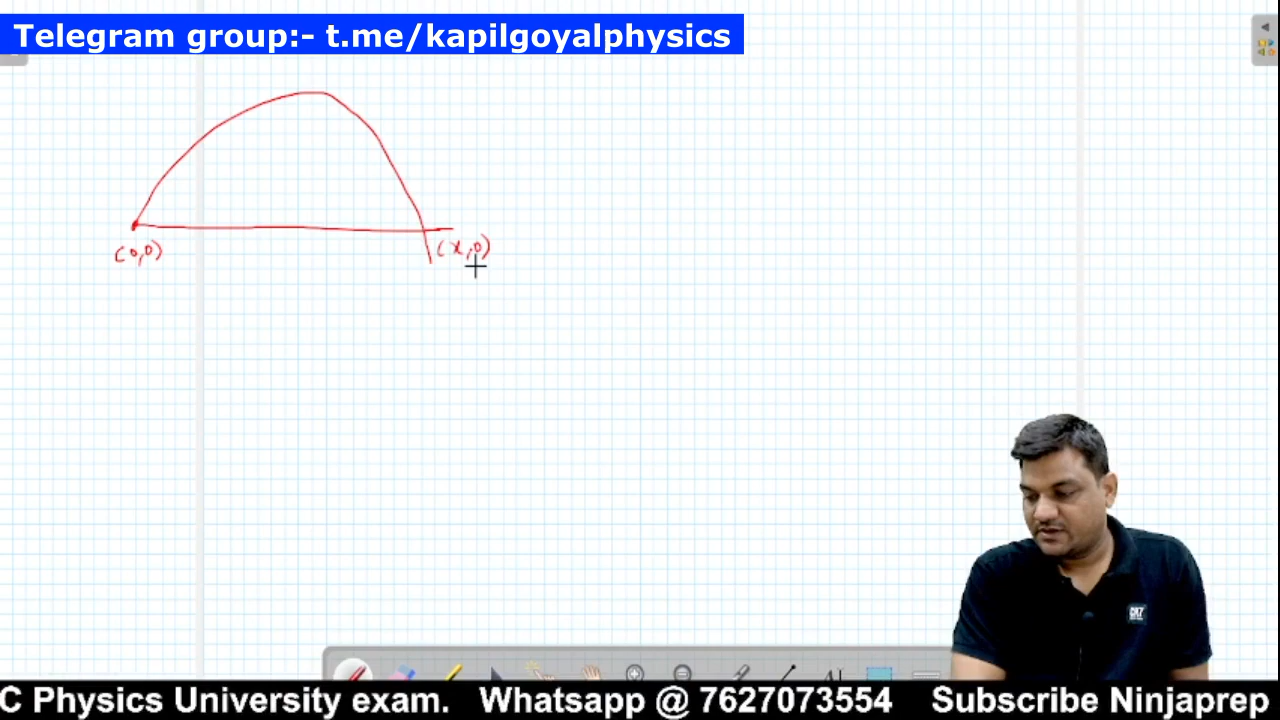 Telegram group:- t.me/kapilgoyalphysics
(0,0)
(x,0)
C Physics University exam. Whatsapp @ 7627073554 Subscribe Ninjaprep